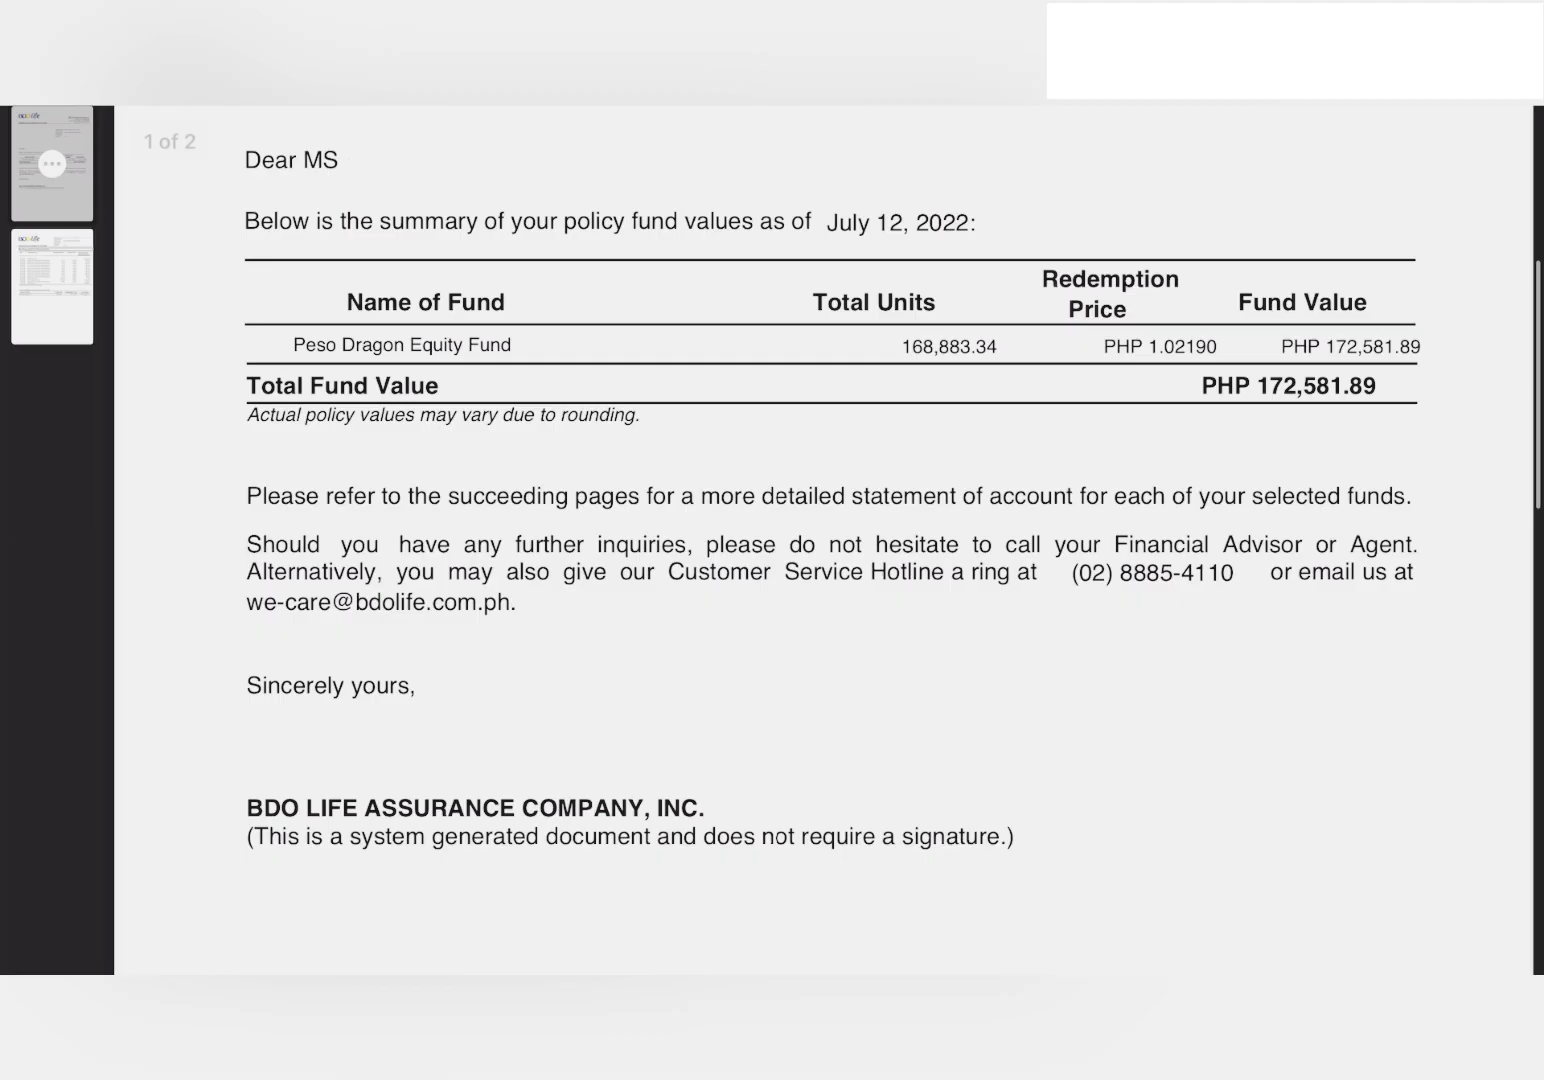 1 of 2
Dear MS
Below is the summary of your policy fund values as of July 12, 2022:
Name of Fund Total Units Redemption Price Fund Value
Peso Dragon Equity Fund 168,883.34 PHP 1.02190 PHP 172,581.89
Total Fund Value PHP 172,581.89
Actual policy values may vary due to rounding.
Please refer to the succeeding pages for a more detailed statement of account for each of your selected funds.
Should you have any further inquiries, please do not hesitate to call your Financial Advisor or Agent.
Alternatively, you may also give our Customer Service Hotline a ring at (02) 8885-4110 or email us at
we-care@bdolife.com.ph.
Sincerely yours,
BDO LIFE ASSURANCE COMPANY, INC.
(This is a system generated document and does not require a signature.)